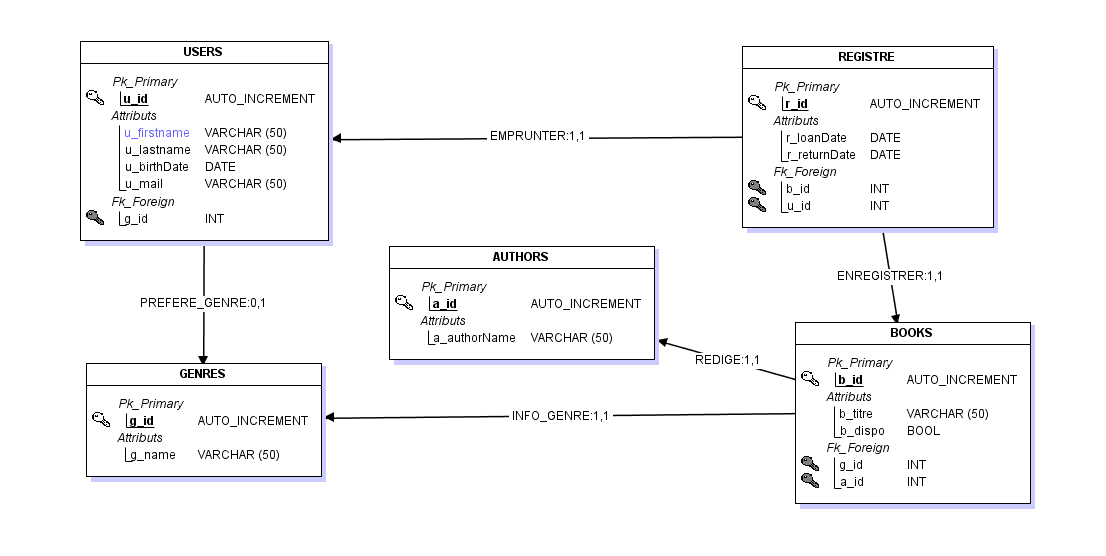 USERS
Pk_Primary
u_id AUTO_INCREMENT
Attributs
u_firstname VARCHAR (50)
u_lastname VARCHAR (50)
u_birthDate DATE
u_mail VARCHAR (50)
Fk_Foreign
g_id INT
EMPRUNTER:1,1
REGISTRE
Pk_Primary
r_id AUTO_INCREMENT
Attributs
r_loanDate DATE
r_returnDate DATE
Fk_Foreign
b_id INT
u_id INT
PREFERE_GENRE:0,1
AUTHORS
Pk_Primary
a_id AUTO_INCREMENT
Attributs
a_authorName VARCHAR (50)
ENREGISTRER:1,1
REDIGE:1,1
GENRES
Pk_Primary
g_id AUTO_INCREMENT
Attributs
g_name VARCHAR (50)
INFO_GENRE:1,1
BOOKS
Pk_Primary
b_id AUTO_INCREMENT
Attributs
b_titre VARCHAR (50)
b_dispo BOOL
Fk_Foreign
g_id INT
a_id INT